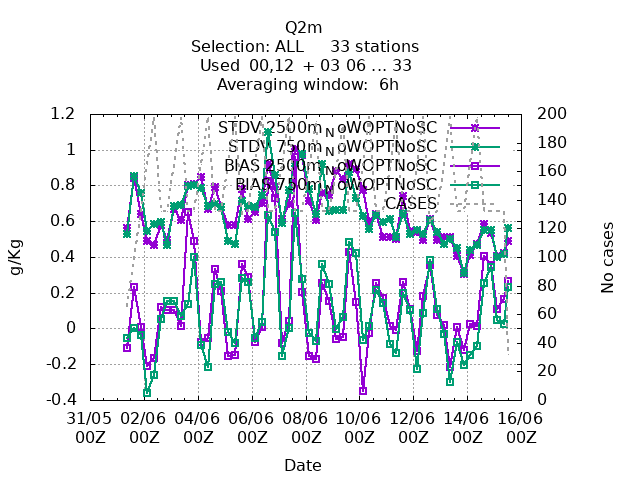 Q2m
Selection: ALL 33 stations
Used 00,12 + 03 06 ... 33
Averaging window: 6h
STDV 2500m_NoWOPTNoSC
STDV 750m_NoWOPTNoSC
BIAS 2500m_NoWOPTNoSC
BIAS 750m_NoWOPTNoSC
CASES
1.2
1
0.8
0.6
0.4
0.2
0
-0.2
-0.4
g/Kg
200
180
160
140
120
100
80
60
40
20
0
No cases
31/05 02/06 04/06 06/06 08/06 10/06 12/06 14/06 16/06
00Z 00Z 00Z 00Z 00Z 00Z 00Z 00Z 00Z
Date